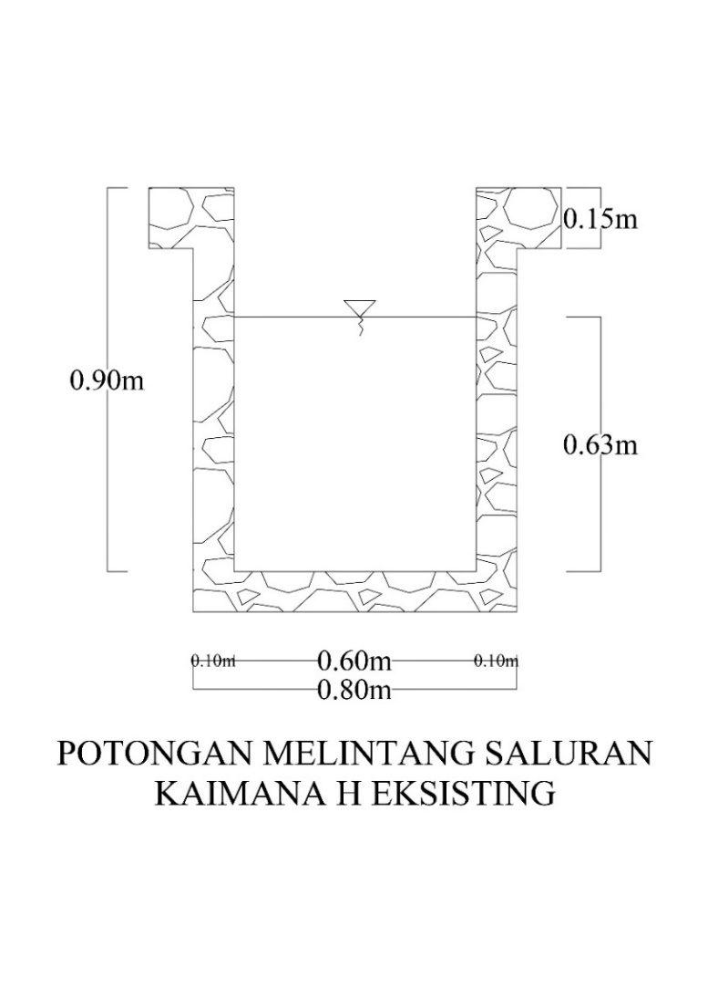 0.15m
0.90m
0.63m
0.10m 0.60m 0.10m
0.80m
POTONGAN MELINTANG SALURAN
KAIMANA H EKSISTING